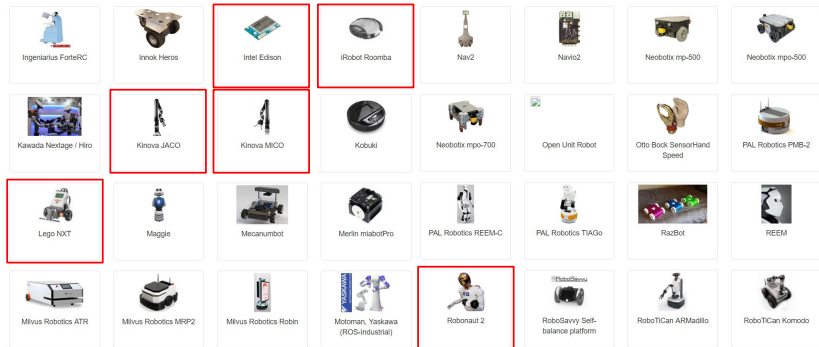 Ingeniarius ForteRC
Innok Heros
Intel Edison
iRobot Roomba
Nav2
Navio2
Neobotix mp-500
Neobotix mpo-500
Kawada Nextage / Hiro
Kinova JACO
Kinova MICO
Kobuki
Neobotix mpo-700
Open Unit Robot
Otto Bock SensorHand
Speed
PAL Robotics PMB-2
Lego NXT
Maggie
Mecanumbot
Merlin miabotPro
PAL Robotics REEM-C
PAL Robotics TIAGo
RazBot
REEM
Milvus Robotics ATR
Milvus Robotics MRP2
Milvus Robotics Robin
YASKAWA
Motoman, Yaskawa
(ROS-Industrial)
Robonaut 2
RoboSavvy
RoboSavvy Self-
balance platform
RoboTiCan ARMadillo
RoboTiCan Komodo